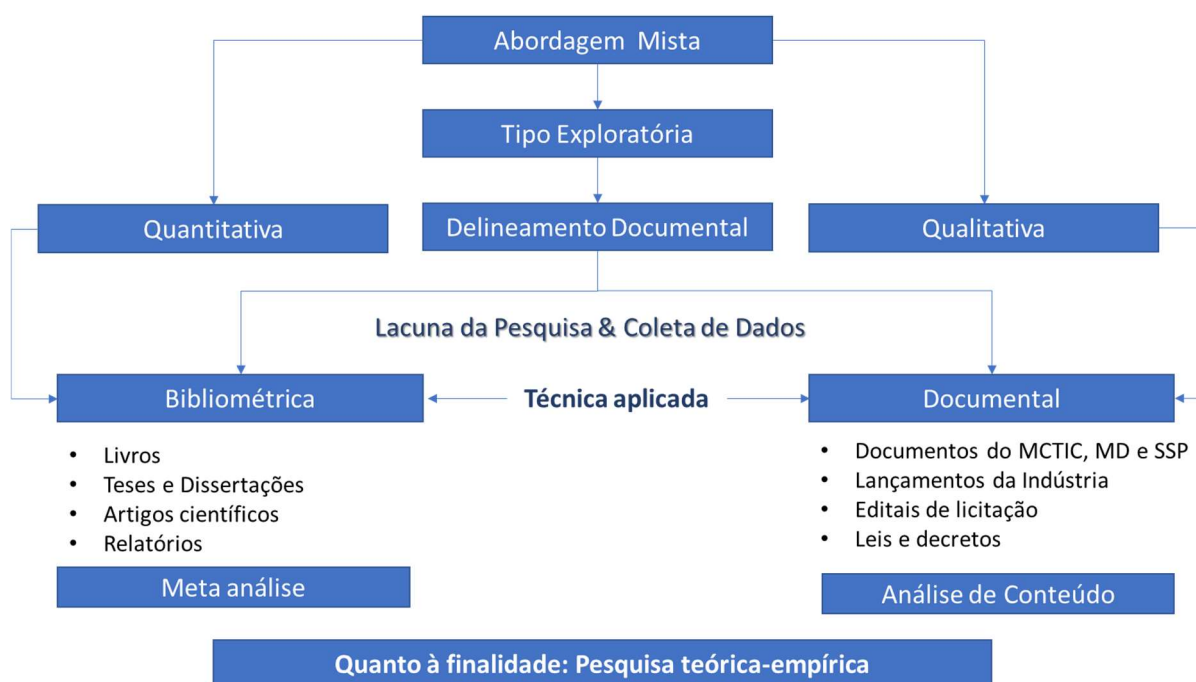 Abordagem Mista
Tipo Exploratória
Quantitativa
Delineamento Documental
Qualitativa
Lacuna da Pesquisa & Coleta de Dados
Bibliométrica
Técnica aplicada
Documental
• Livros
• Teses e Dissertações
• Artigos científicos
• Relatórios
• Documentos do MCTIC, MD e SSP
• Lançamentos da Indústria
• Editais de licitação
• Leis e decretos
Meta análise
Análise de Conteúdo
Quanto à finalidade: Pesquisa teórica-empírica